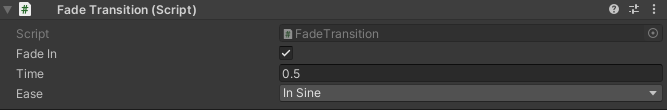 Fade Transition (Script)
Script FadeTransition
Fade In
Time 0.5
Ease In Sine